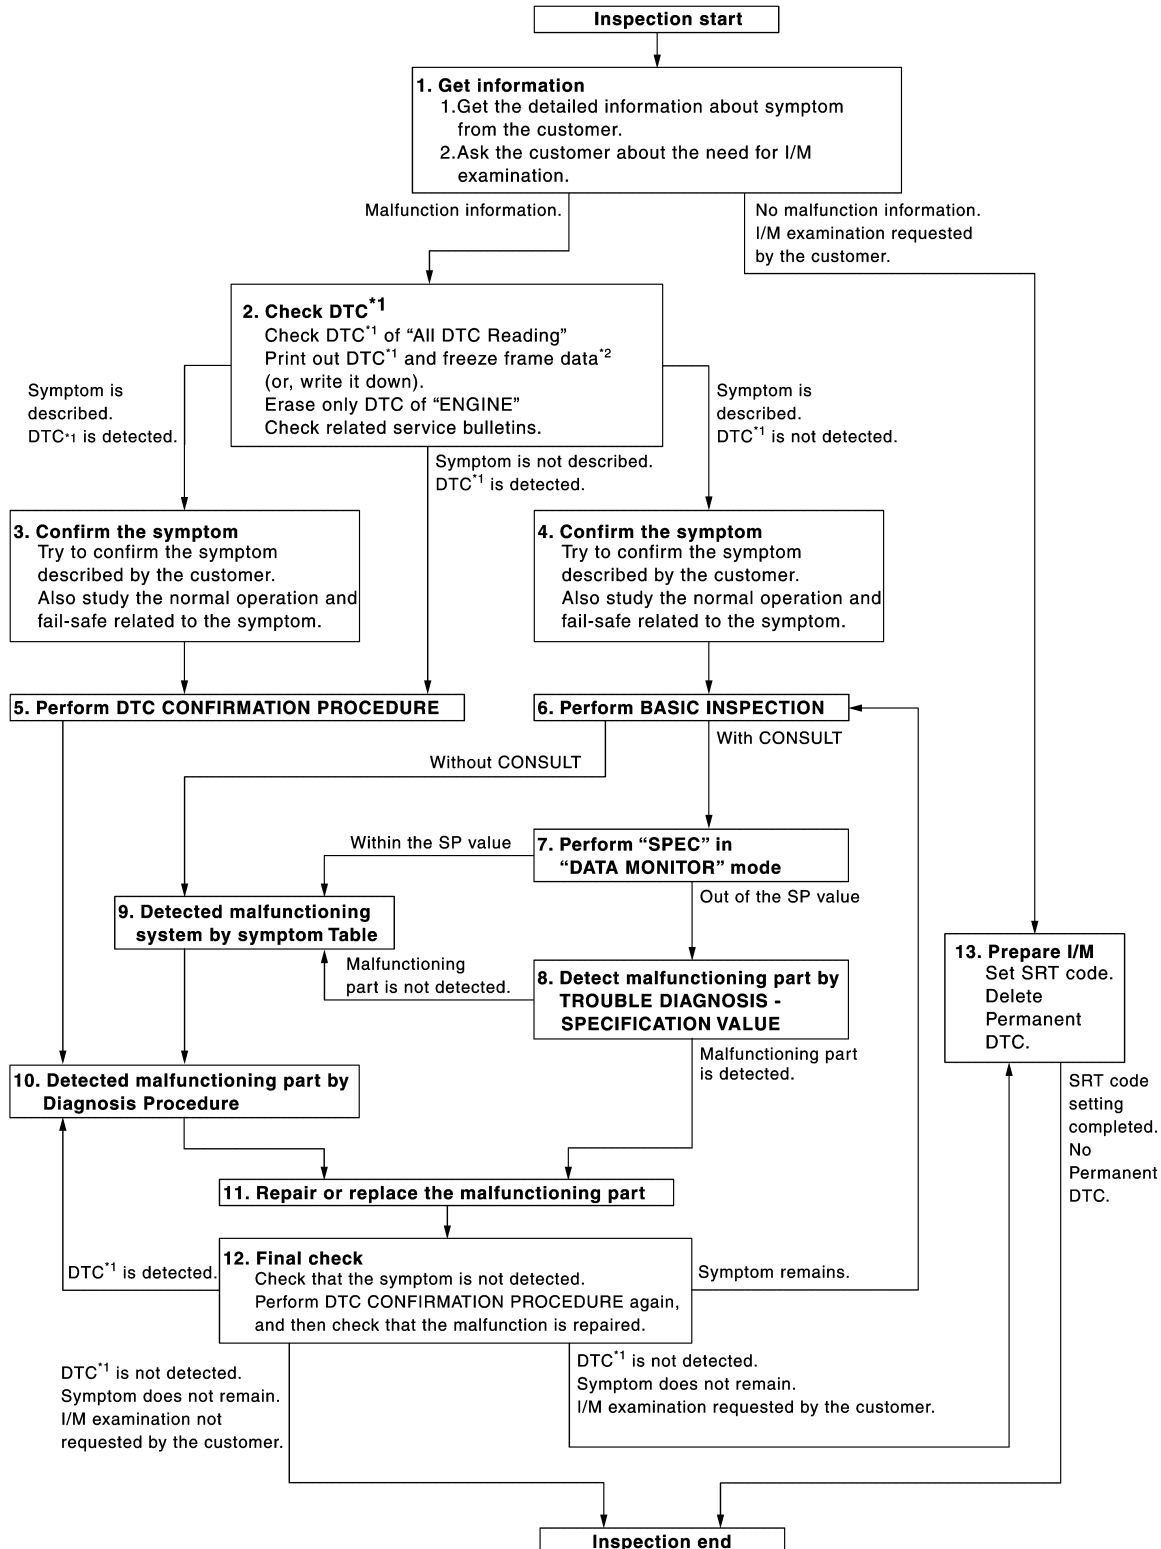 Inspection start
1. Get information
1.Get the detailed information about symptom
from the customer.
2.Ask the customer about the need for I/M
examination.
Malfunction information.
No malfunction information.
I/M examination requested
by the customer.
2. Check DTC*1
Check DTC*1 of “All DTC Reading”
Print out DTC*1 and freeze frame data*2
(or, write it down).
Erase only DTC of “ENGINE”
Check related service bulletins.
Symptom is
described.
DTC*1 is detected.
Symptom is
described.
DTC*1 is not detected.
Symptom is not described.
DTC*1 is detected.
3. Confirm the symptom
Try to confirm the symptom
described by the customer.
Also study the normal operation and
fail-safe related to the symptom.
4. Confirm the symptom
Try to confirm the symptom
described by the customer.
Also study the normal operation and
fail-safe related to the symptom.
5. Perform DTC CONFIRMATION PROCEDURE
6. Perform BASIC INSPECTION
With CONSULT
Without CONSULT
7. Perform “SPEC” in
“DATA MONITOR” mode
Within the SP value
Out of the SP value
9. Detected malfunctioning
system by symptom Table
Malfunctioning
part is not detected.
8. Detect malfunctioning part by
TROUBLE DIAGNOSIS -
SPECIFICATION VALUE
13. Prepare I/M
Set SRT code.
Delete
Permanent
DTC.
Malfunctioning part
is detected.
10. Detected malfunctioning part by
Diagnosis Procedure
SRT code
setting
completed.
No
Permanent
DTC.
11. Repair or replace the malfunctioning part
12. Final check
Check that the symptom is not detected.
Perform DTC CONFIRMATION PROCEDURE again,
and then check that the malfunction is repaired.
DTC*1 is detected.
Symptom remains.
DTC*1 is not detected.
Symptom does not remain.
I/M examination not
requested by the customer.
DTC*1 is not detected.
Symptom does not remain.
I/M examination requested by the customer.
Inspection end